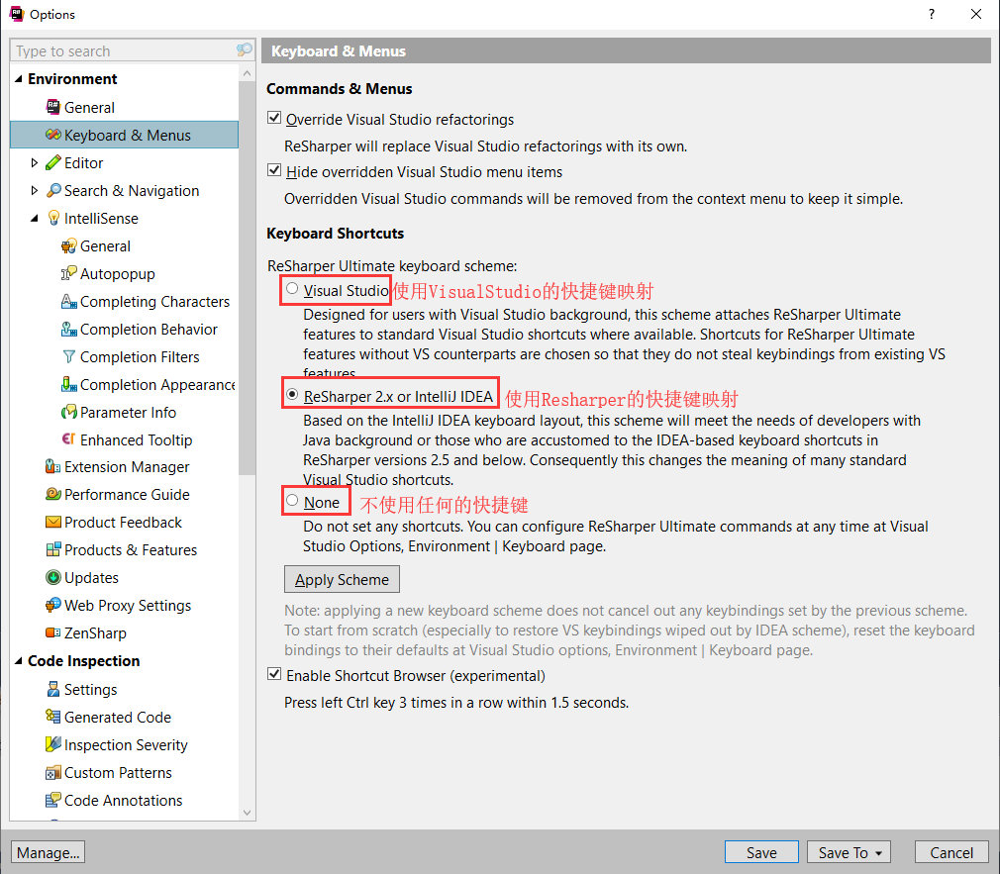 Options
?
Type to search
Environment
General
Keyboard & Menus
Editor
Search & Navigation
IntelliSense
General
Autopopup
Completing Characters
Completion Behavior
Completion Filters
Completion Appearance
Parameter Info
Enhanced Tooltip
Extension Manager
Performance Guide
Product Feedback
Products & Features
Updates
Web Proxy Settings
ZenSharp
Code Inspection
Settings
Generated Code
Inspection Severity
Custom Patterns
Code Annotations
Keyboard & Menus
Commands & Menus
Override Visual Studio refactorings
ReSharper will replace Visual Studio refactorings with its own.
Hide overridden Visual Studio menu items
Overridden Visual Studio commands will be removed from the context menu to keep it simple.
Keyboard Shortcuts
ReSharper Ultimate keyboard scheme:
Visual Studio 使用VisualStudio的快捷键映射
Designed for users with Visual Studio background, this scheme attaches ReSharper Ultimate
features to standard Visual Studio shortcuts where available. Shortcuts for ReSharper Ultimate
features without VS counterparts are chosen so that they do not steal keybindings from existing VS
features.
ReSharper 2.x or IntelliJ IDEA 使用Resharper的快捷键映射
Based on the IntelliJ IDEA keyboard layout, this scheme will meet the needs of developers with
Java background or those who are accustomed to the IDEA-based keyboard shortcuts in
ReSharper versions 2.5 and below. Consequently this changes the meaning of many standard
Visual Studio shortcuts.
None 不使用任何的快捷键
Do not set any shortcuts. You can configure ReSharper Ultimate commands at any time at Visual
Studio Options, Environment | Keyboard page.
Apply Scheme
Note: applying a new keyboard scheme does not cancel out any keybindings set by the previous scheme.
To start from scratch (especially to restore VS keybindings wiped out by IDEA scheme), reset the keyboard
bindings to their defaults at Visual Studio options, Environment | Keyboard page.
Enable Shortcut Browser (experimental)
Press left Ctrl key 3 times in a row within 1.5 seconds.
Manage...
Save
Save To
Cancel